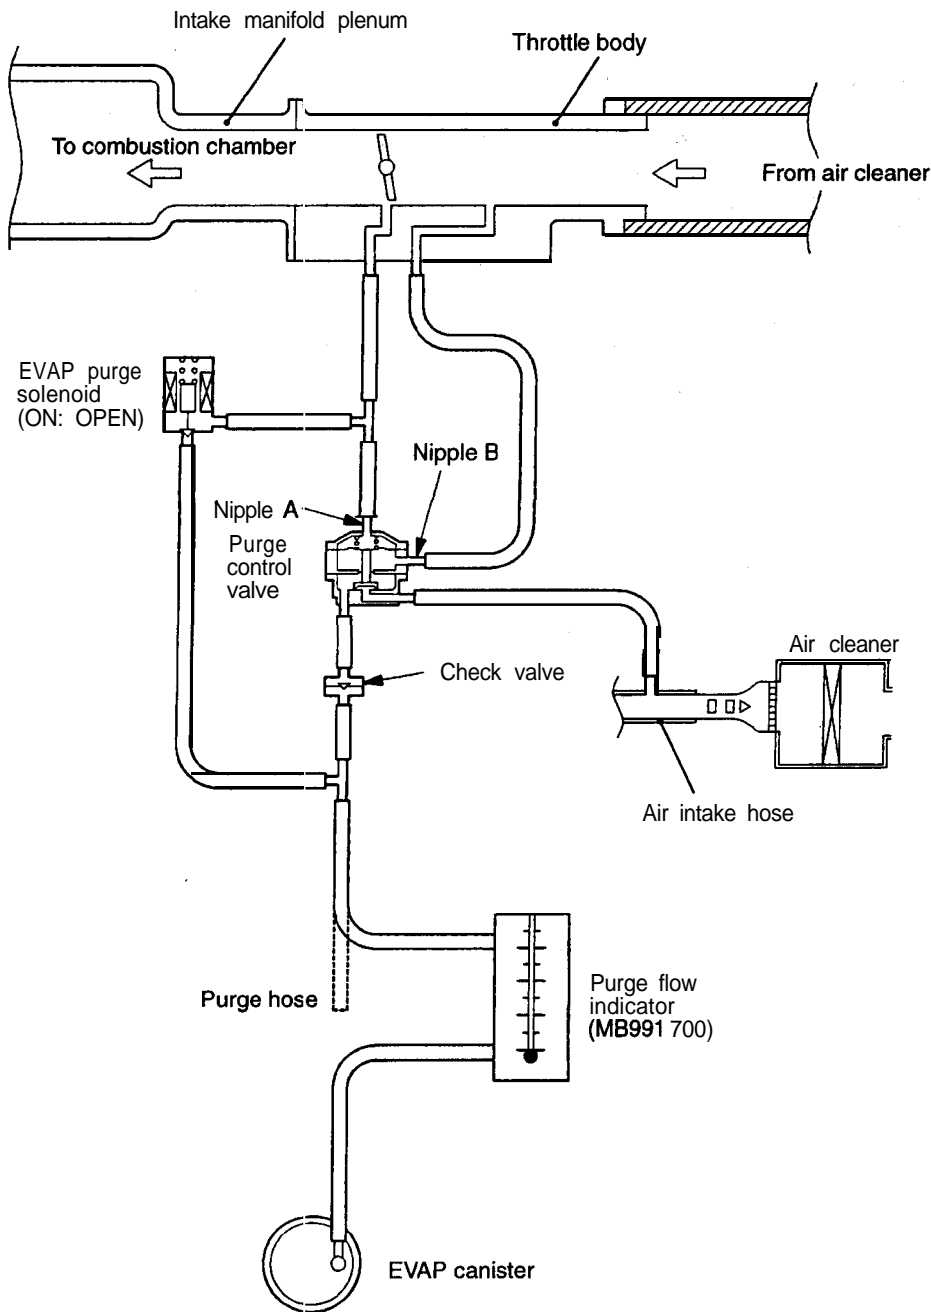 Intake manifold plenum
Throttle body
To combustion chamber
From air cleaner
EVAP purge
solenoid
(ON: OPEN)
Nipple B
Nipple A
Purge
control
valve
Check valve
Air cleaner
Air intake hose
Purge hose
Purge flow
indicator
(MB991 700)
EVAP canister